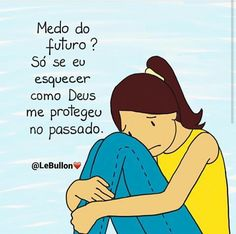 Medo do
futuro?
Só se eu
esquecer
como Deus
me protegeu
no passado.
@LeBullon❤️